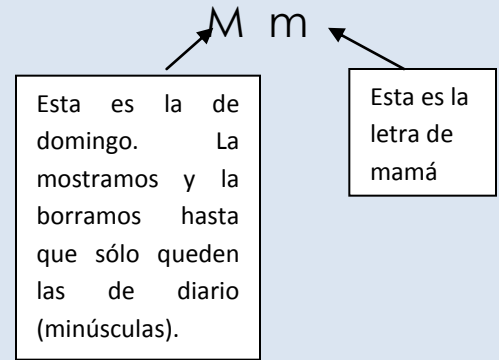 M m
Esta es la de
domingo. La
mostramos y la
borramos hasta
que sólo queden
las de diario
(minúsculas).
Esta es la
letra de
mamá